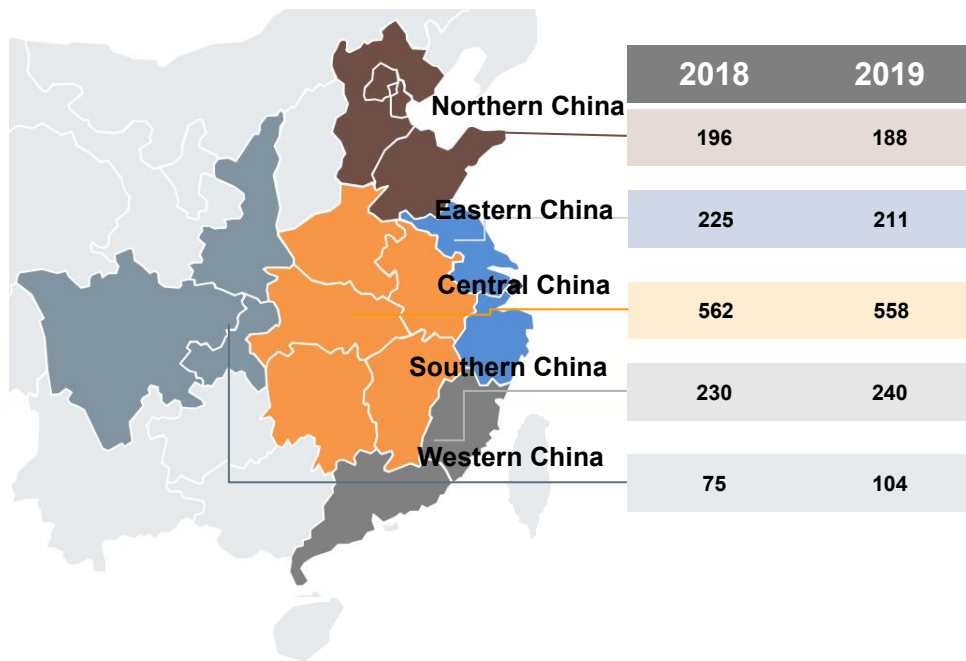 2018 2019
Northern China 196 188
Eastern China 225 211
Central China 562 558
Southern China 230 240
Western China 75 104